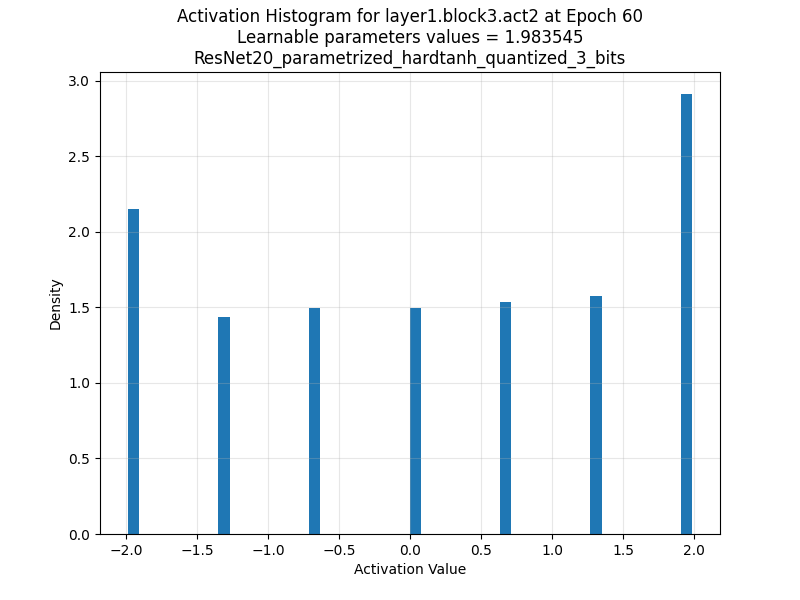 Activation Histogram for layer1.block3.act2 at Epoch 60
Learnable parameters values = 1.983545
ResNet20_parametrized_hardtanh_quantized_3_bits
3.0
2.5
2.0
1.5
1.0
0.5
0.0
Density
−2.0 −1.5 −1.0 −0.5 0.0 0.5 1.0 1.5 2.0
Activation Value